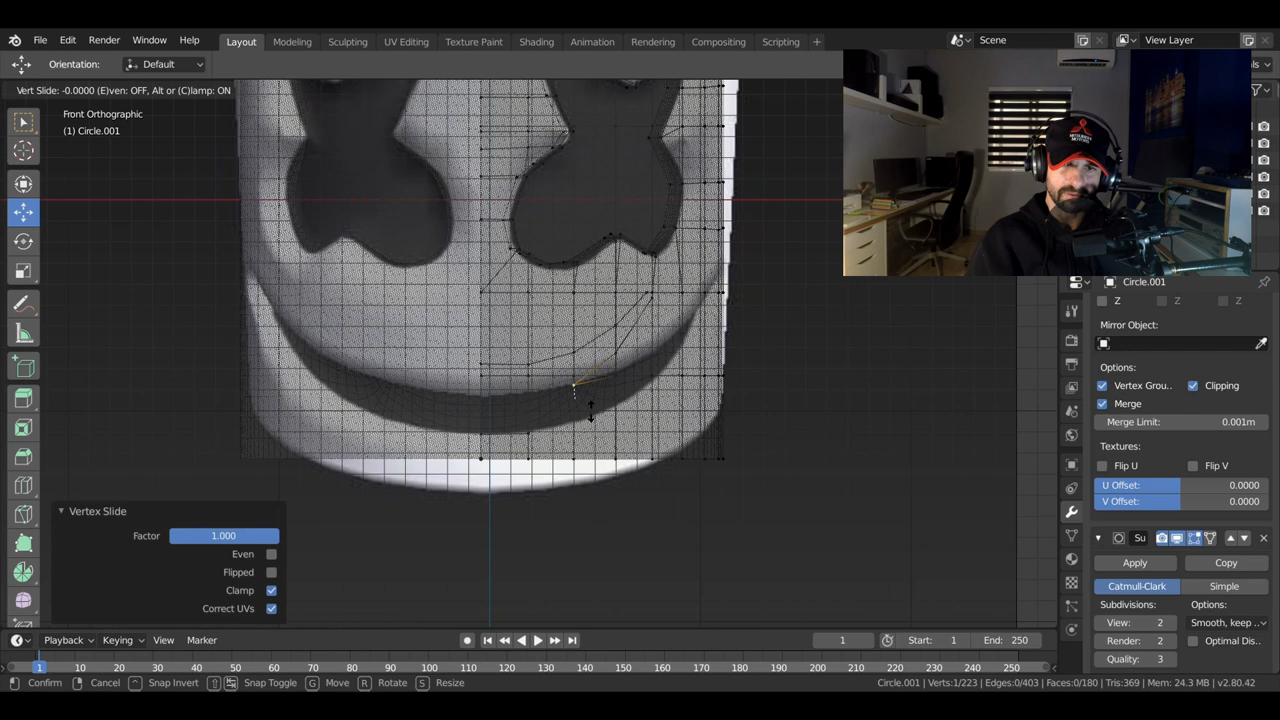 File Edit Render Window Help Layout Modeling Sculpting UV Editing Texture Paint Shading Animation Rendering Compositing Scripting + Scene View Layer
Orientation: Default
Vert Slide: -0.0000 (E)ven: OFF, Alt or (C)lamp: ON
Front Orthographic
(1) Circle.001
MITSUBISHI
MOTORS
Circle.001
Z Z Z
Mirror Object:
Options:
Vertex Grou.. Clipping
Merge
Merge Limit: 0.001m
Textures:
Flip U Flip V
U Offset: 0.0000
V Offset: 0.0000
Su
Apply Copy
Catmull-Clark Simple
Subdivisions: Options:
View: 2 Smooth, keep ..
Render: 2 Optimal Dis..
Quality: 3
Vertex Slide
Factor 1.000
Even
Flipped
Clamp
Correct UVs
Playback Keying View Marker 1 Start: 1 End: 250
1 10 20 30 40 50 60 70 80 90 100 110 120 130 140 150 160 170 180 190 200 210 220 230 240 250
Confirm Cancel Snap Invert Snap Toggle G Move R Rotate S Resize Circle.001 | Verts:1/223 | Edges:0/403 | Faces:0/180 | Tris:369 | Mem: 24.3 MB | v2.80.42